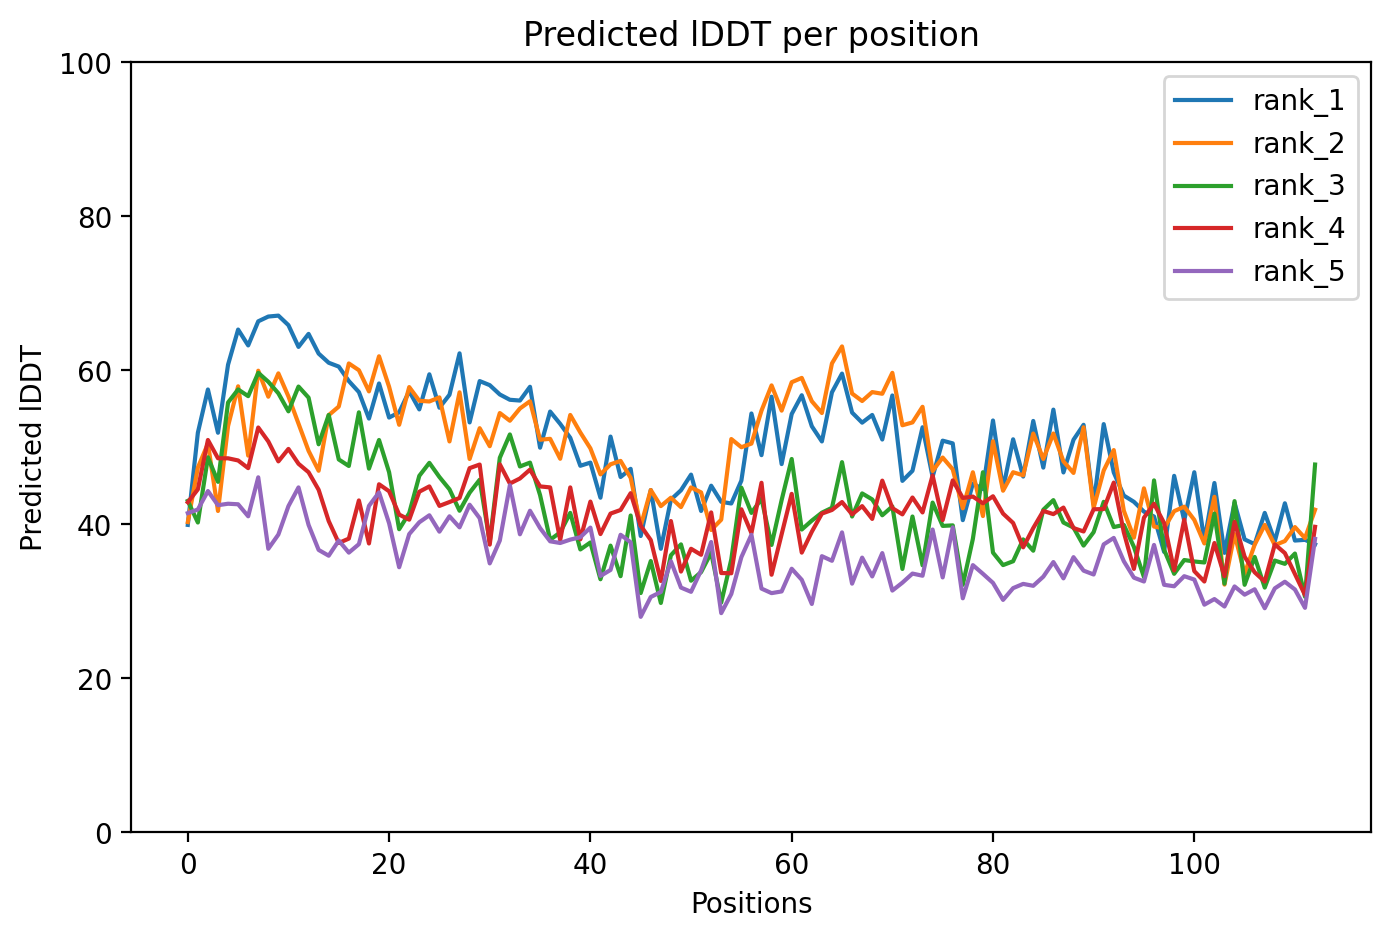 Predicted lDDT per position
100
80
60
40
20
0
Predicted lDDT
0 20 40 60 80 100
Positions
rank_1
rank_2
rank_3
rank_4
rank_5